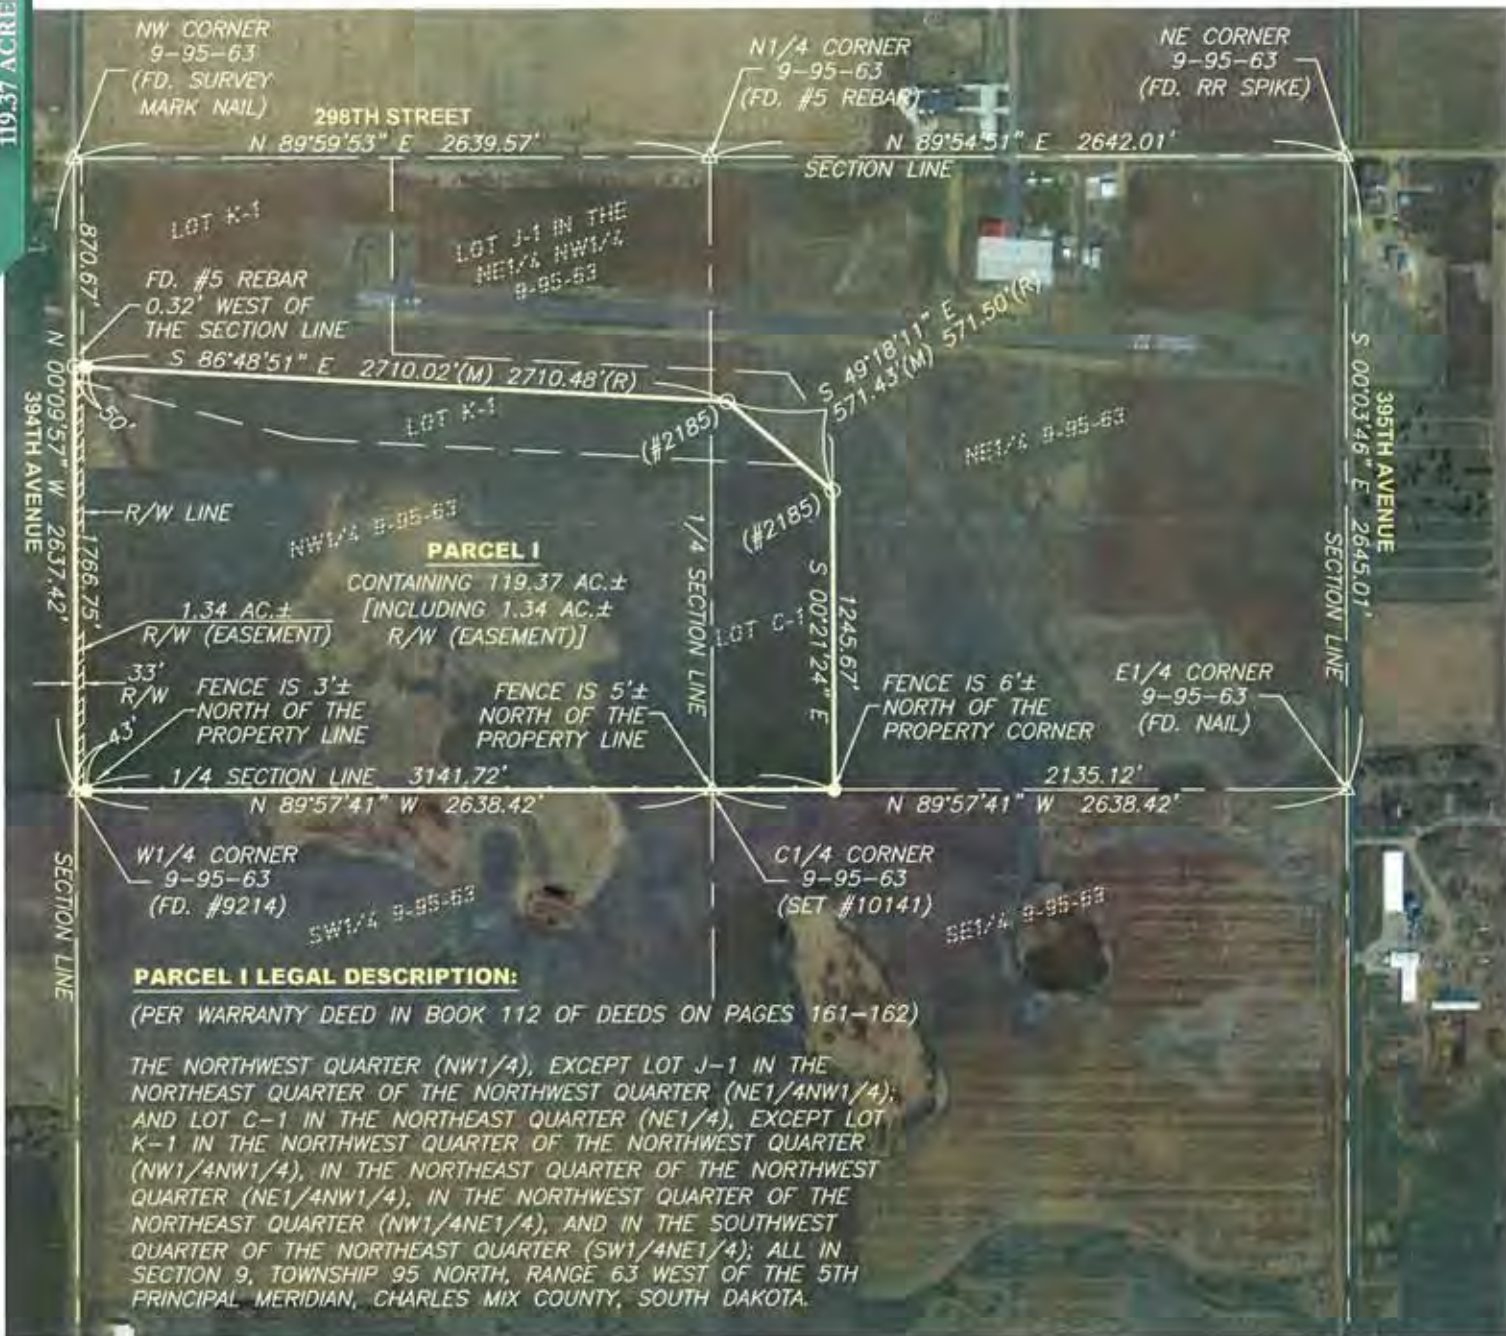 119.37 ACRE
NW CORNER
9-95-63
(FD. SURVEY
MARK NAIL)
N1/4 CORNER
9-95-63
(FD. #5 REBAR)
NE CORNER
9-95-63
(FD. RR SPIKE)
298TH STREET
N 89°59'53" E 2639.57'
N 89°54'51" E 2642.01'
SECTION LINE
LOT K-1
LOT J-1 IN THE
NE1/4 NW1/4
9-95-63
870.67'
FD. #5 REBAR
0.32' WEST OF
THE SECTION LINE
S 86°48'51" E 2710.02'(M) 2710.48'(R)
S 49°18'11" E
571.43'(M) 571.50'(R)
N 00°09'57" W 2637.42'
394TH AVENUE
50'
LOT K-1
(#2185)
NE1/4 9-95-63
S 00°03'46" E 2645.01'
395TH AVENUE
SECTION LINE
R/W LINE
1766.75'
NW1/4 9-95-63
(#2185)
PARCEL I
CONTAINING 119.37 AC.±
[INCLUDING 1.34 AC.±
R/W (EASEMENT)]
1.34 AC.±
R/W (EASEMENT)
1/4 SECTION LINE
LOT C-1
S 00°21'24" E
1245.67'
33'
R/W
43'
FENCE IS 3'±
NORTH OF THE
PROPERTY LINE
FENCE IS 5'±
NORTH OF THE
PROPERTY LINE
FENCE IS 6'±
NORTH OF THE
PROPERTY CORNER
E1/4 CORNER
9-95-63
(FD. NAIL)
1/4 SECTION LINE 3141.72'
N 89°57'41" W 2638.42'
2135.12'
N 89°57'41" W 2638.42'
W1/4 CORNER
9-95-63
(FD. #9214)
C1/4 CORNER
9-95-63
(SET #10141)
SECTION LINE
SW1/4 9-95-63
SE1/4 9-95-63
PARCEL I LEGAL DESCRIPTION:
(PER WARRANTY DEED IN BOOK 112 OF DEEDS ON PAGES 161-162)
THE NORTHWEST QUARTER (NW1/4), EXCEPT LOT J-1 IN THE
NORTHEAST QUARTER OF THE NORTHWEST QUARTER (NE1/4NW1/4);
AND LOT C-1 IN THE NORTHEAST QUARTER (NE1/4), EXCEPT LOT
K-1 IN THE NORTHWEST QUARTER OF THE NORTHWEST QUARTER
(NW1/4NW1/4), IN THE NORTHEAST QUARTER OF THE NORTHWEST
QUARTER (NE1/4NW1/4), IN THE NORTHWEST QUARTER OF THE
NORTHEAST QUARTER (NW1/4NE1/4), AND IN THE SOUTHWEST
QUARTER OF THE NORTHEAST QUARTER (SW1/4NE1/4); ALL IN
SECTION 9, TOWNSHIP 95 NORTH, RANGE 63 WEST OF THE 5TH
PRINCIPAL MERIDIAN, CHARLES MIX COUNTY, SOUTH DAKOTA.